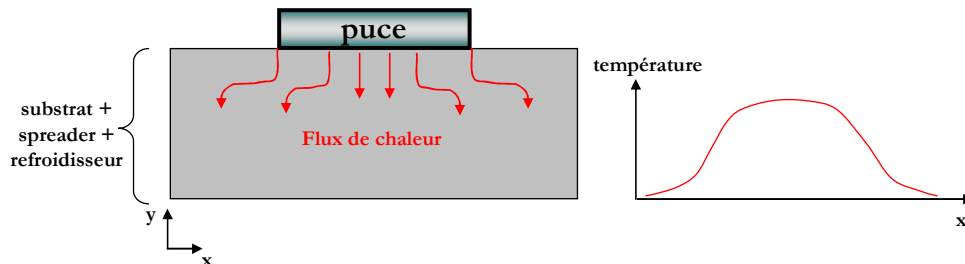 puce
température
substrat +
spreader +
refroidisseur
Flux de chaleur
y
x
x